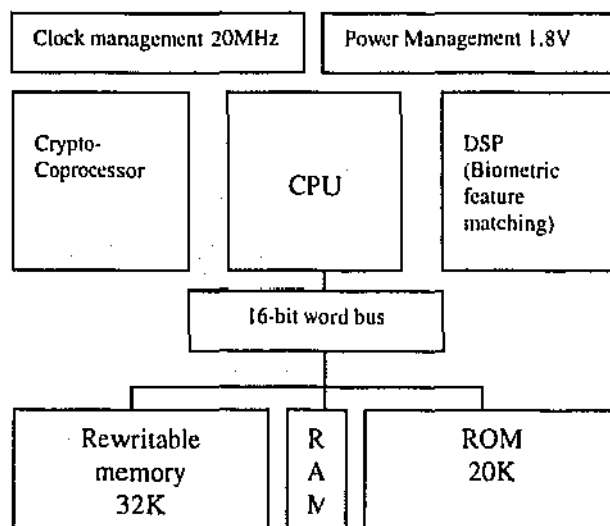 Clock management 20MHz
Power Management 1.8V
Crypto-
Coprocessor
CPU
DSP
(Biometric
feature
matching)
16-bit word bus
Rewritable
memory
32K
R
A
M
ROM
20K